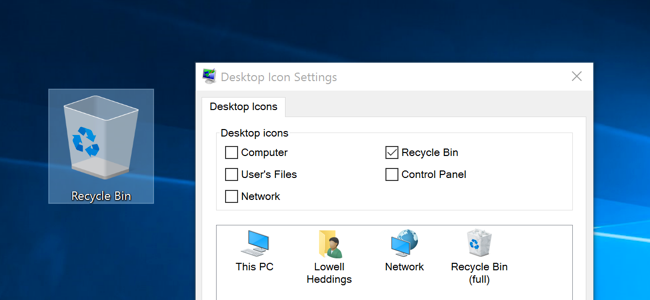 Desktop Icon Settings
Desktop Icons
Desktop icons
Computer
Recycle Bin
User's Files
Control Panel
Network
Recycle Bin
This PC
Lowell Heddings
Network
Recycle Bin (full)